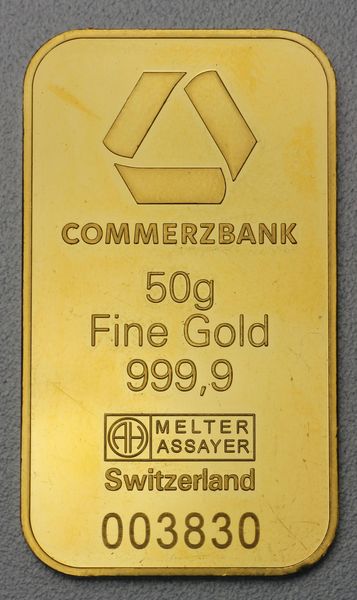 COMMERZBANK
50g
Fine Gold
999,9
AH MELTER
ASSAYER
Switzerland
003830